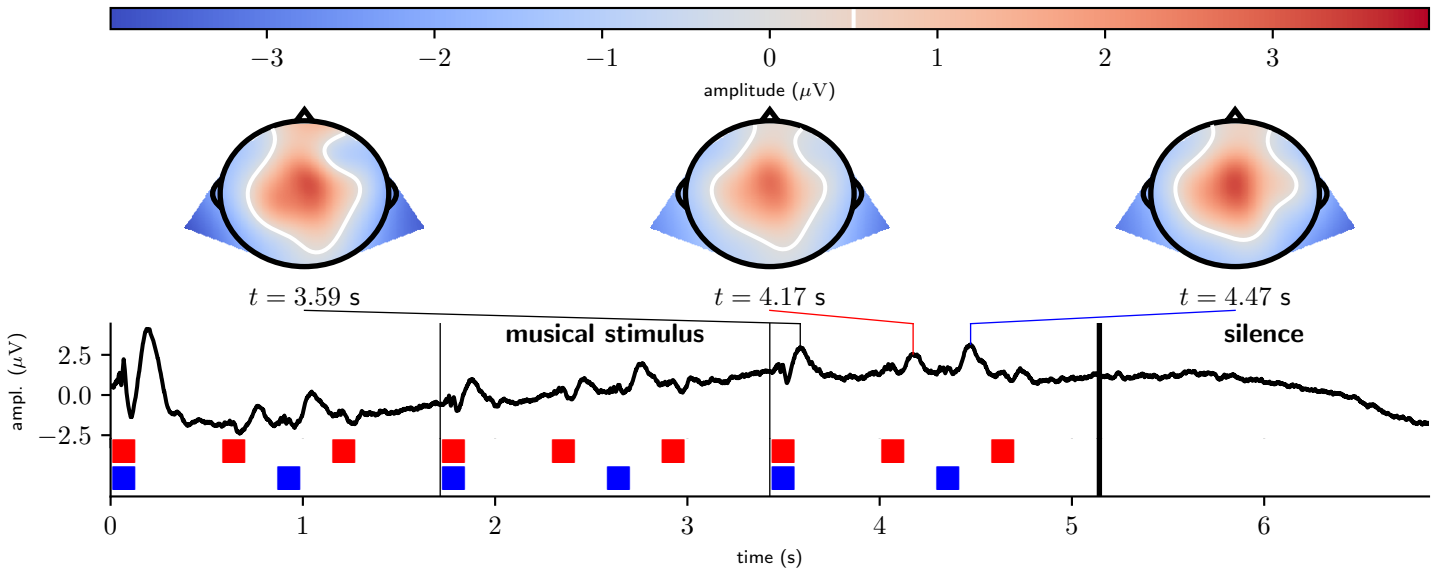 −3 −2 −1 0 1 2 3
amplitude (μV)
t = 3.59 s t = 4.17 s t = 4.47 s
musical stimulus silence
2.5
0.0
−2.5
ampl. (μV)
0 1 2 3 4 5 6
time (s)